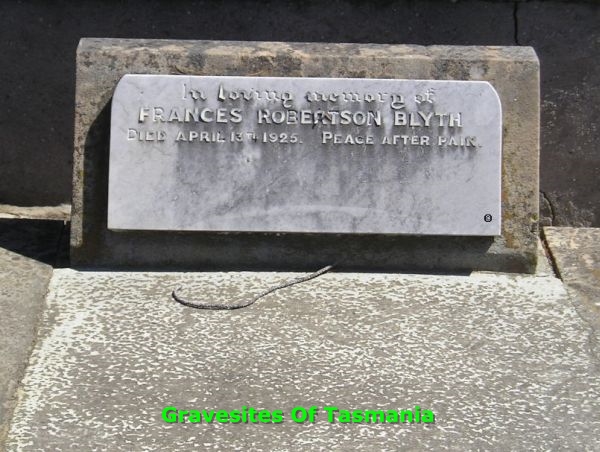 In loving memory of
FRANCES ROBERTSON BLYTH
DIED APRIL 13TH 1925. PEACE AFTER PAIN.
Gravesites Of Tasmania